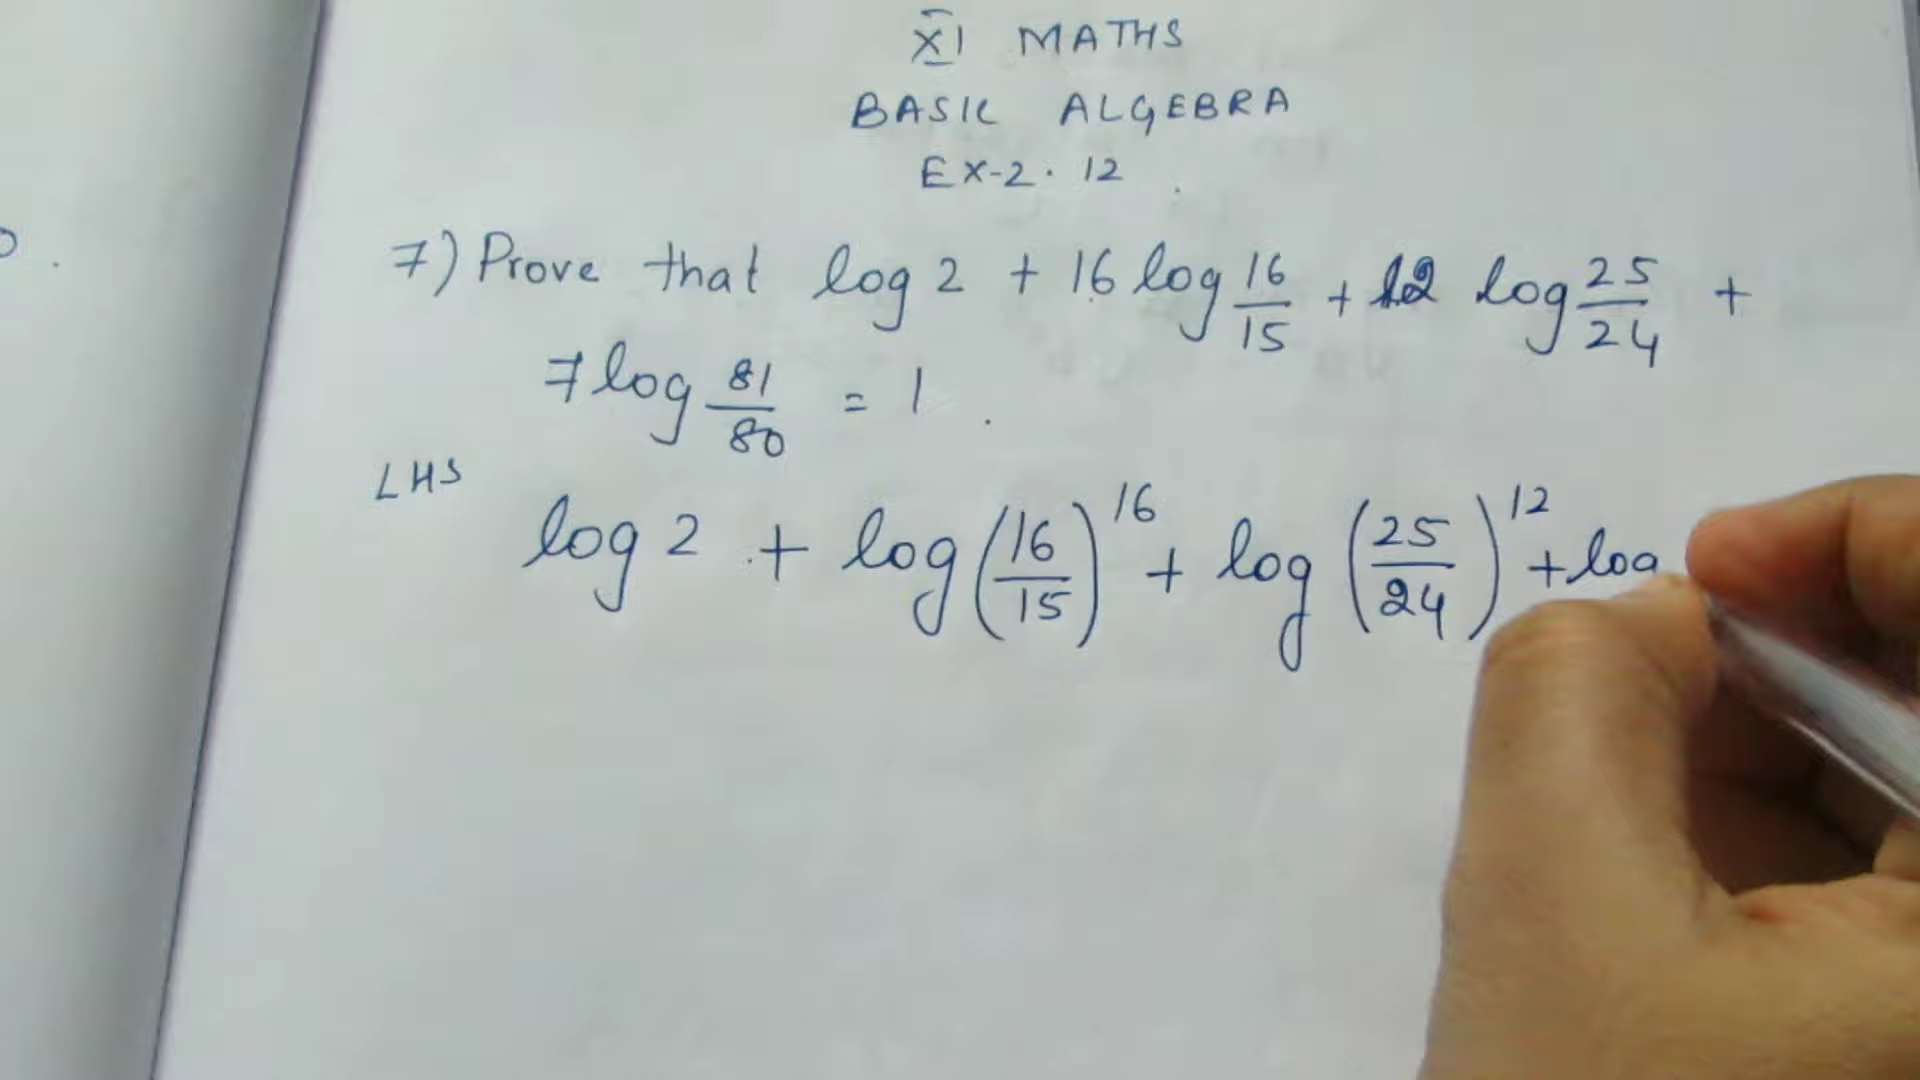 XI MATHS
BASIC ALGEBRA
EX-2.12
7) Prove that log 2 + 16 log 16/15 + 12 log 25/24 +
7 log 81/80 = 1.
LHS
log 2 + log (16/15)^16 + log (25/24)^12 + log